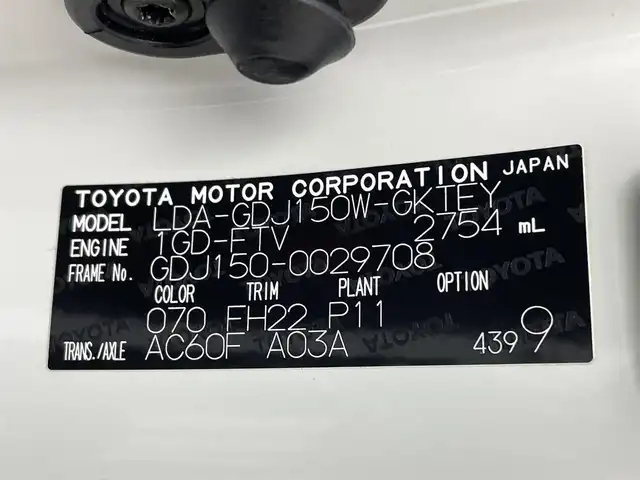 TOYOTA MOTOR CORPORATION JAPAN
MODEL LDA-GDJ150W-GKTEY
ENGINE 1GD-FTV 2754 mL
FRAME No. GDJ150-0029708
COLOR TRIM PLANT OPTION
070 FH22 P11
TRANS./AXLE AC60F A03A 4399